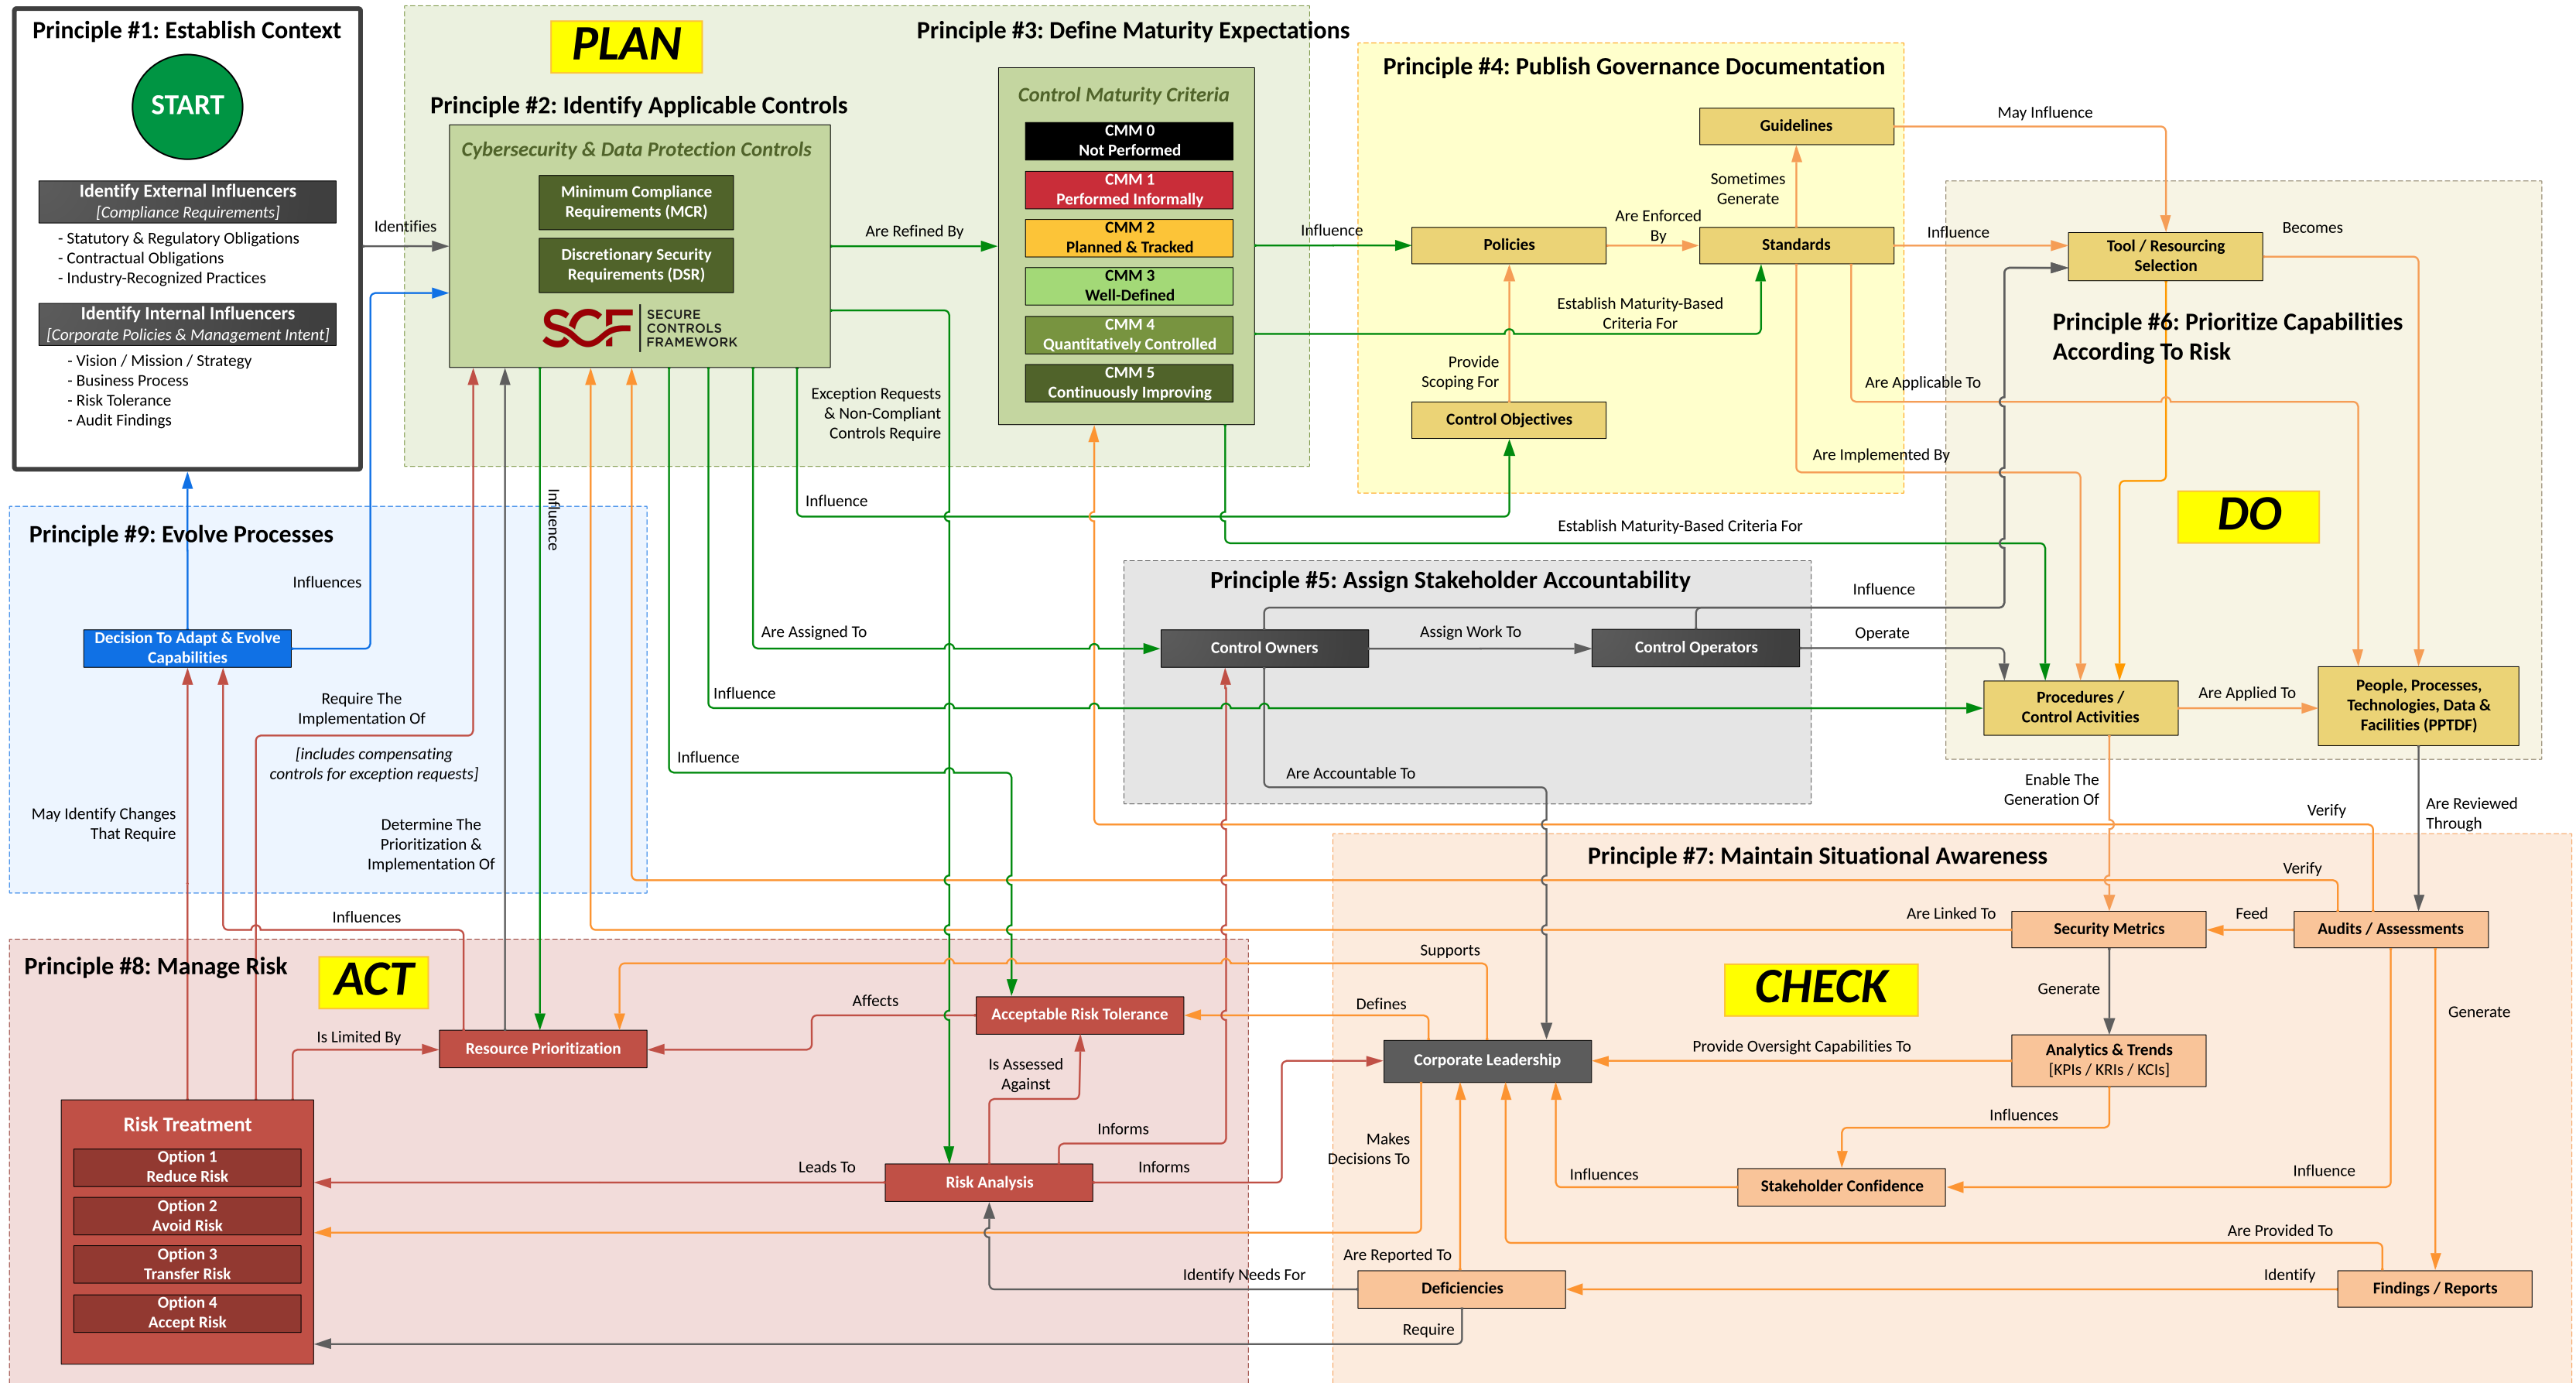 Principle #1: Establish Context
START
Identify External Influencers
[Compliance Requirements]
- Statutory & Regulatory Obligations
- Contractual Obligations
- Industry-Recognized Practices
Identify Internal Influencers
[Corporate Policies & Management Intent]
- Vision / Mission / Strategy
- Business Process
- Risk Tolerance
- Audit Findings
Identifies
PLAN
Principle #2: Identify Applicable Controls
Cybersecurity & Data Protection Controls
Minimum Compliance
Requirements (MCR)
Discretionary Security
Requirements (DSR)
SCF
SECURE
CONTROLS
FRAMEWORK
Are Refined By
Exception Requests
& Non-Compliant
Controls Require
Principle #3: Define Maturity Expectations
Control Maturity Criteria
CMM 0
Not Performed
CMM 1
Performed Informally
CMM 2
Planned & Tracked
CMM 3
Well-Defined
CMM 4
Quantitatively Controlled
CMM 5
Continuously Improving
Influence
Principle #4: Publish Governance Documentation
Guidelines
May Influence
Sometimes
Generate
Are Enforced
By
Policies
Standards
Influence
Establish Maturity-Based
Criteria For
Provide
Scoping For
Control Objectives
Are Applicable To
Are Implemented By
Becomes
Tool / Resourcing
Selection
Principle #6: Prioritize Capabilities
According To Risk
DO
Influence
Influence
Establish Maturity-Based Criteria For
Principle #9: Evolve Processes
Influences
Decision To Adapt & Evolve
Capabilities
Require The
Implementation Of
[includes compensating
controls for exception requests]
May Identify Changes
That Require
Determine The
Prioritization &
Implementation Of
Influences
Principle #5: Assign Stakeholder Accountability
Influence
Are Assigned To
Control Owners
Assign Work To
Control Operators
Operate
Influence
Procedures /
Control Activities
Are Applied To
People, Processes,
Technologies, Data &
Facilities (PPTDF)
Influence
Are Accountable To
Enable The
Generation Of
Verify
Are Reviewed
Through
Principle #7: Maintain Situational Awareness
Verify
Are Linked To
Security Metrics
Feed
Audits / Assessments
Supports
CHECK
Generate
Generate
Defines
Corporate Leadership
Provide Oversight Capabilities To
Analytics & Trends
[KPIs / KRIs / KCIs]
Influences
Makes
Decisions To
Influences
Stakeholder Confidence
Influence
Are Provided To
Are Reported To
Identify Needs For
Deficiencies
Identify
Findings / Reports
Require
Principle #8: Manage Risk
ACT
Affects
Acceptable Risk Tolerance
Is Limited By
Resource Prioritization
Is Assessed
Against
Informs
Leads To
Risk Analysis
Informs
Risk Treatment
Option 1
Reduce Risk
Option 2
Avoid Risk
Option 3
Transfer Risk
Option 4
Accept Risk